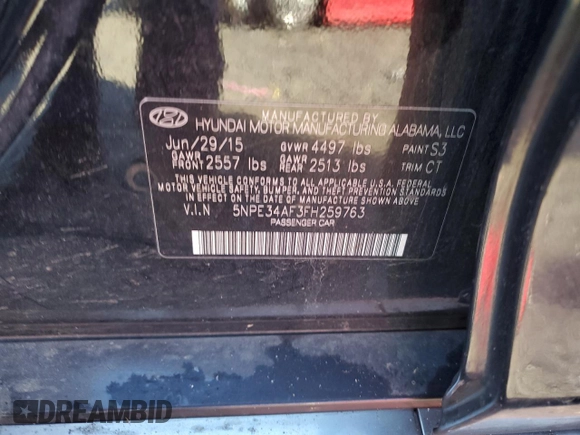 MANUFACTURED BY
HYUNDAI MOTOR MANUFACTURING ALABAMA, LLC
Jun/29/15 GVWR 4497 lbs PAINT S3
GAWR FRONT 2557 lbs GAWR REAR 2513 lbs TRIM CT
THIS VEHICLE CONFORMS TO ALL APPLICABLE U.S.A. FEDERAL
MOTOR VEHICLE SAFETY, BUMPER, AND THEFT PREVENTION STANDARDS
IN EFFECT ON THE DATE OF MANUFACTURE SHOWN ABOVE.
V.I.N 5NPE34AF3FH259763
PASSENGER CAR
DREAMBID